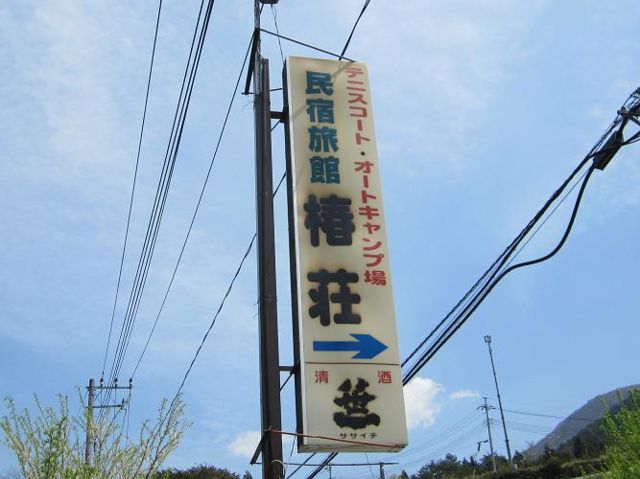 テニスコート・オートキャンプ場
民宿旅館
椿荘
清酒
笹一
ササイチ